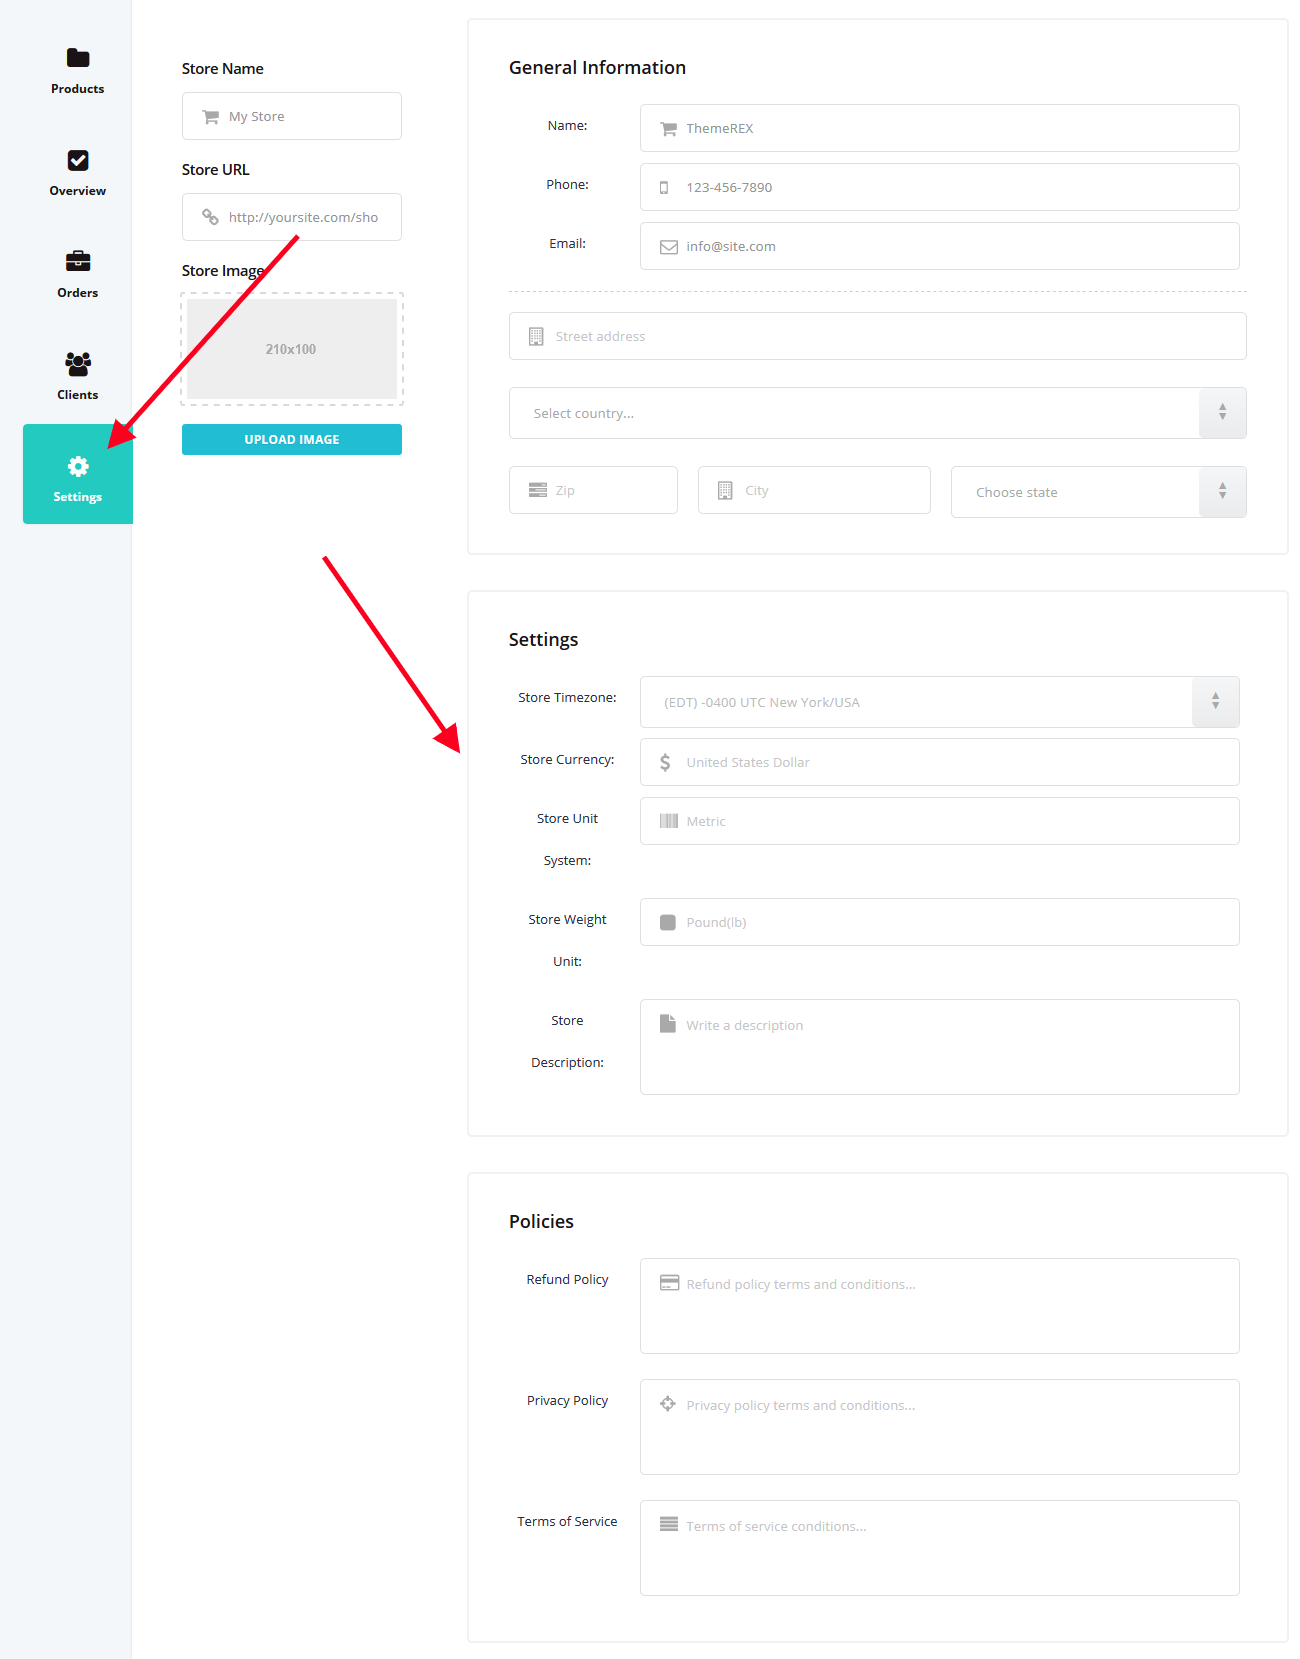 Products
Overview
Orders
Clients
Settings
Store Name
My Store
Store URL
http://yoursite.com/sho
Store Image
210x100
UPLOAD IMAGE
General Information
Name:
ThemeREX
Phone:
123-456-7890
Email:
info@site.com
Street address
Select country...
Zip
City
Choose state
Settings
Store Timezone:
(EDT) -0400 UTC New York/USA
Store Currency:
United States Dollar
Store Unit
System:
Metric
Store Weight
Unit:
Pound(lb)
Store
Description:
Write a description
Policies
Refund Policy
Refund policy terms and conditions...
Privacy Policy
Privacy policy terms and conditions...
Terms of Service
Terms of service conditions...